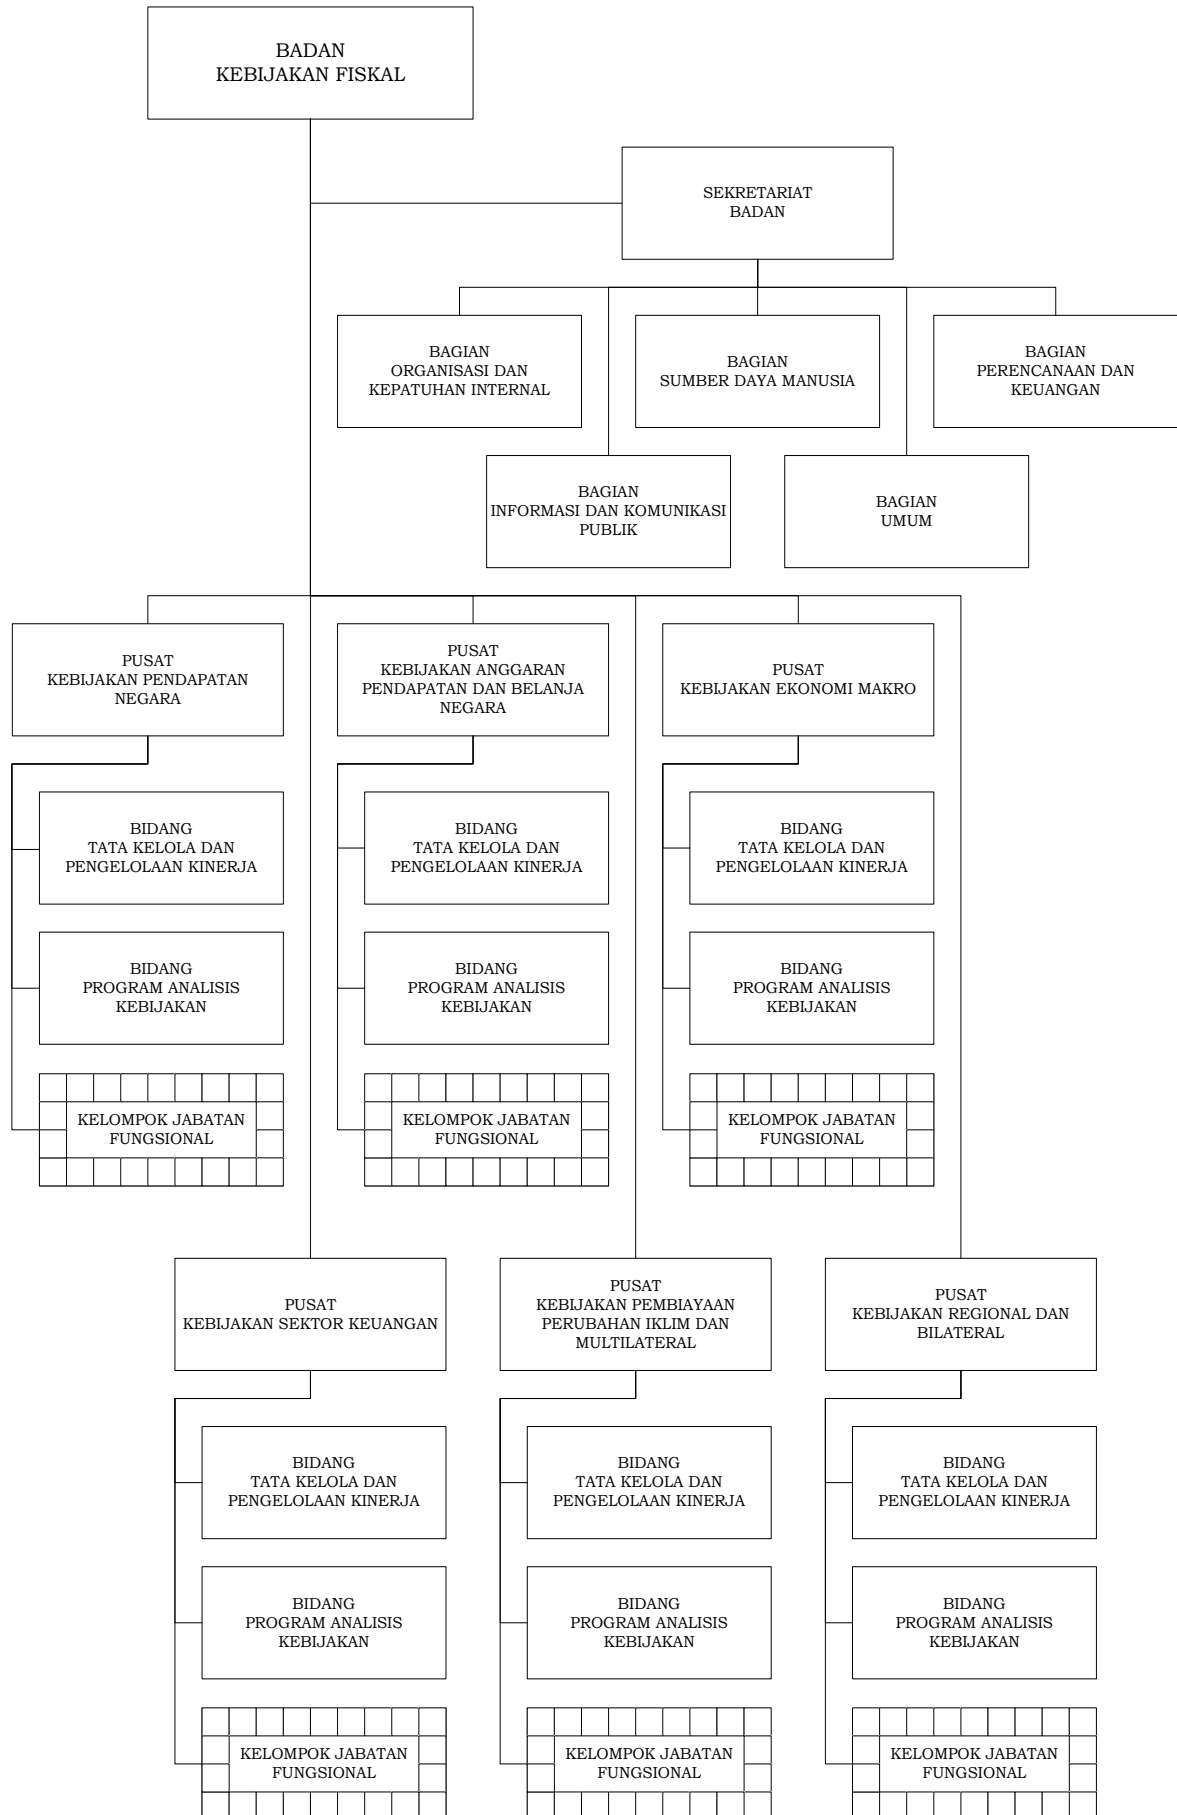 BADAN
KEBIJAKAN FISKAL
SEKRETARIAT
BADAN
BAGIAN
ORGANISASI DAN
KEPATUHAN INTERNAL
BAGIAN
SUMBER DAYA MANUSIA
BAGIAN
PERENCANAAN DAN
KEUANGAN
BAGIAN
INFORMASI DAN KOMUNIKASI
PUBLIK
BAGIAN
UMUM
PUSAT
KEBIJAKAN PENDAPATAN
NEGARA
PUSAT
KEBIJAKAN ANGGARAN
PENDAPATAN DAN BELANJA
NEGARA
PUSAT
KEBIJAKAN EKONOMI MAKRO
BIDANG
TATA KELOLA DAN
PENGELOLAAN KINERJA
BIDANG
TATA KELOLA DAN
PENGELOLAAN KINERJA
BIDANG
TATA KELOLA DAN
PENGELOLAAN KINERJA
BIDANG
PROGRAM ANALISIS
KEBIJAKAN
BIDANG
PROGRAM ANALISIS
KEBIJAKAN
BIDANG
PROGRAM ANALISIS
KEBIJAKAN
KELOMPOK JABATAN
FUNGSIONAL
KELOMPOK JABATAN
FUNGSIONAL
KELOMPOK JABATAN
FUNGSIONAL
PUSAT
KEBIJAKAN SEKTOR KEUANGAN
PUSAT
KEBIJAKAN PEMBIAYAAN
PERUBAHAN IKLIM DAN
MULTILATERAL
PUSAT
KEBIJAKAN REGIONAL DAN
BILATERAL
BIDANG
TATA KELOLA DAN
PENGELOLAAN KINERJA
BIDANG
TATA KELOLA DAN
PENGELOLAAN KINERJA
BIDANG
TATA KELOLA DAN
PENGELOLAAN KINERJA
BIDANG
PROGRAM ANALISIS
KEBIJAKAN
BIDANG
PROGRAM ANALISIS
KEBIJAKAN
BIDANG
PROGRAM ANALISIS
KEBIJAKAN
KELOMPOK JABATAN
FUNGSIONAL
KELOMPOK JABATAN
FUNGSIONAL
KELOMPOK JABATAN
FUNGSIONAL